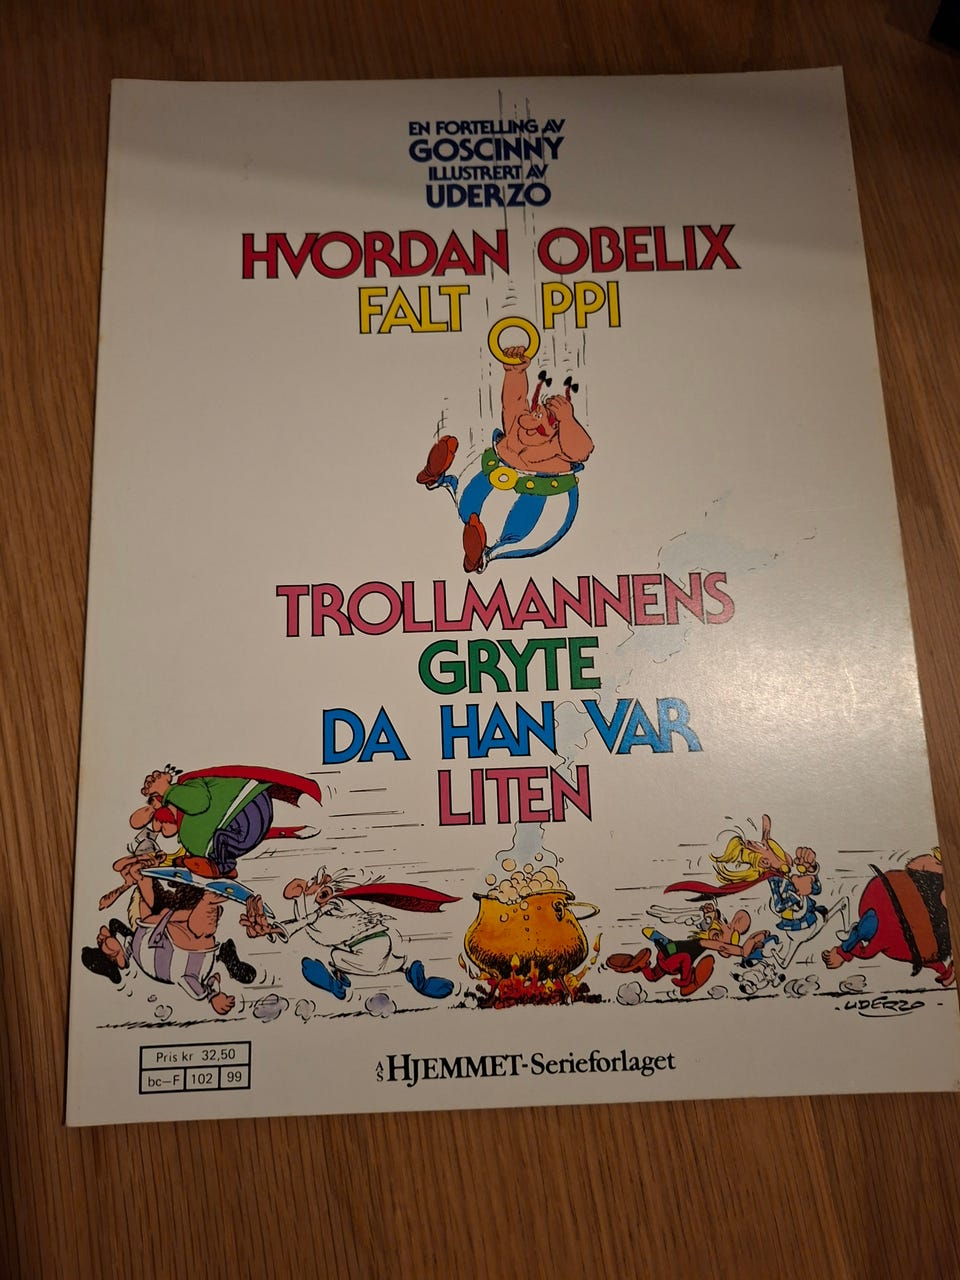 EN FORTELLING AV
GOSCINNY
ILLUSTRERT AV
UDERZO
HVORDAN OBELIX
FALT OPPI
TROLLMANNENS
GRYTE
DA HAN VAR
LITEN
UDERZO
Pris kr 32,50
bc–F 102 99
A/S HJEMMET-Serieforlaget